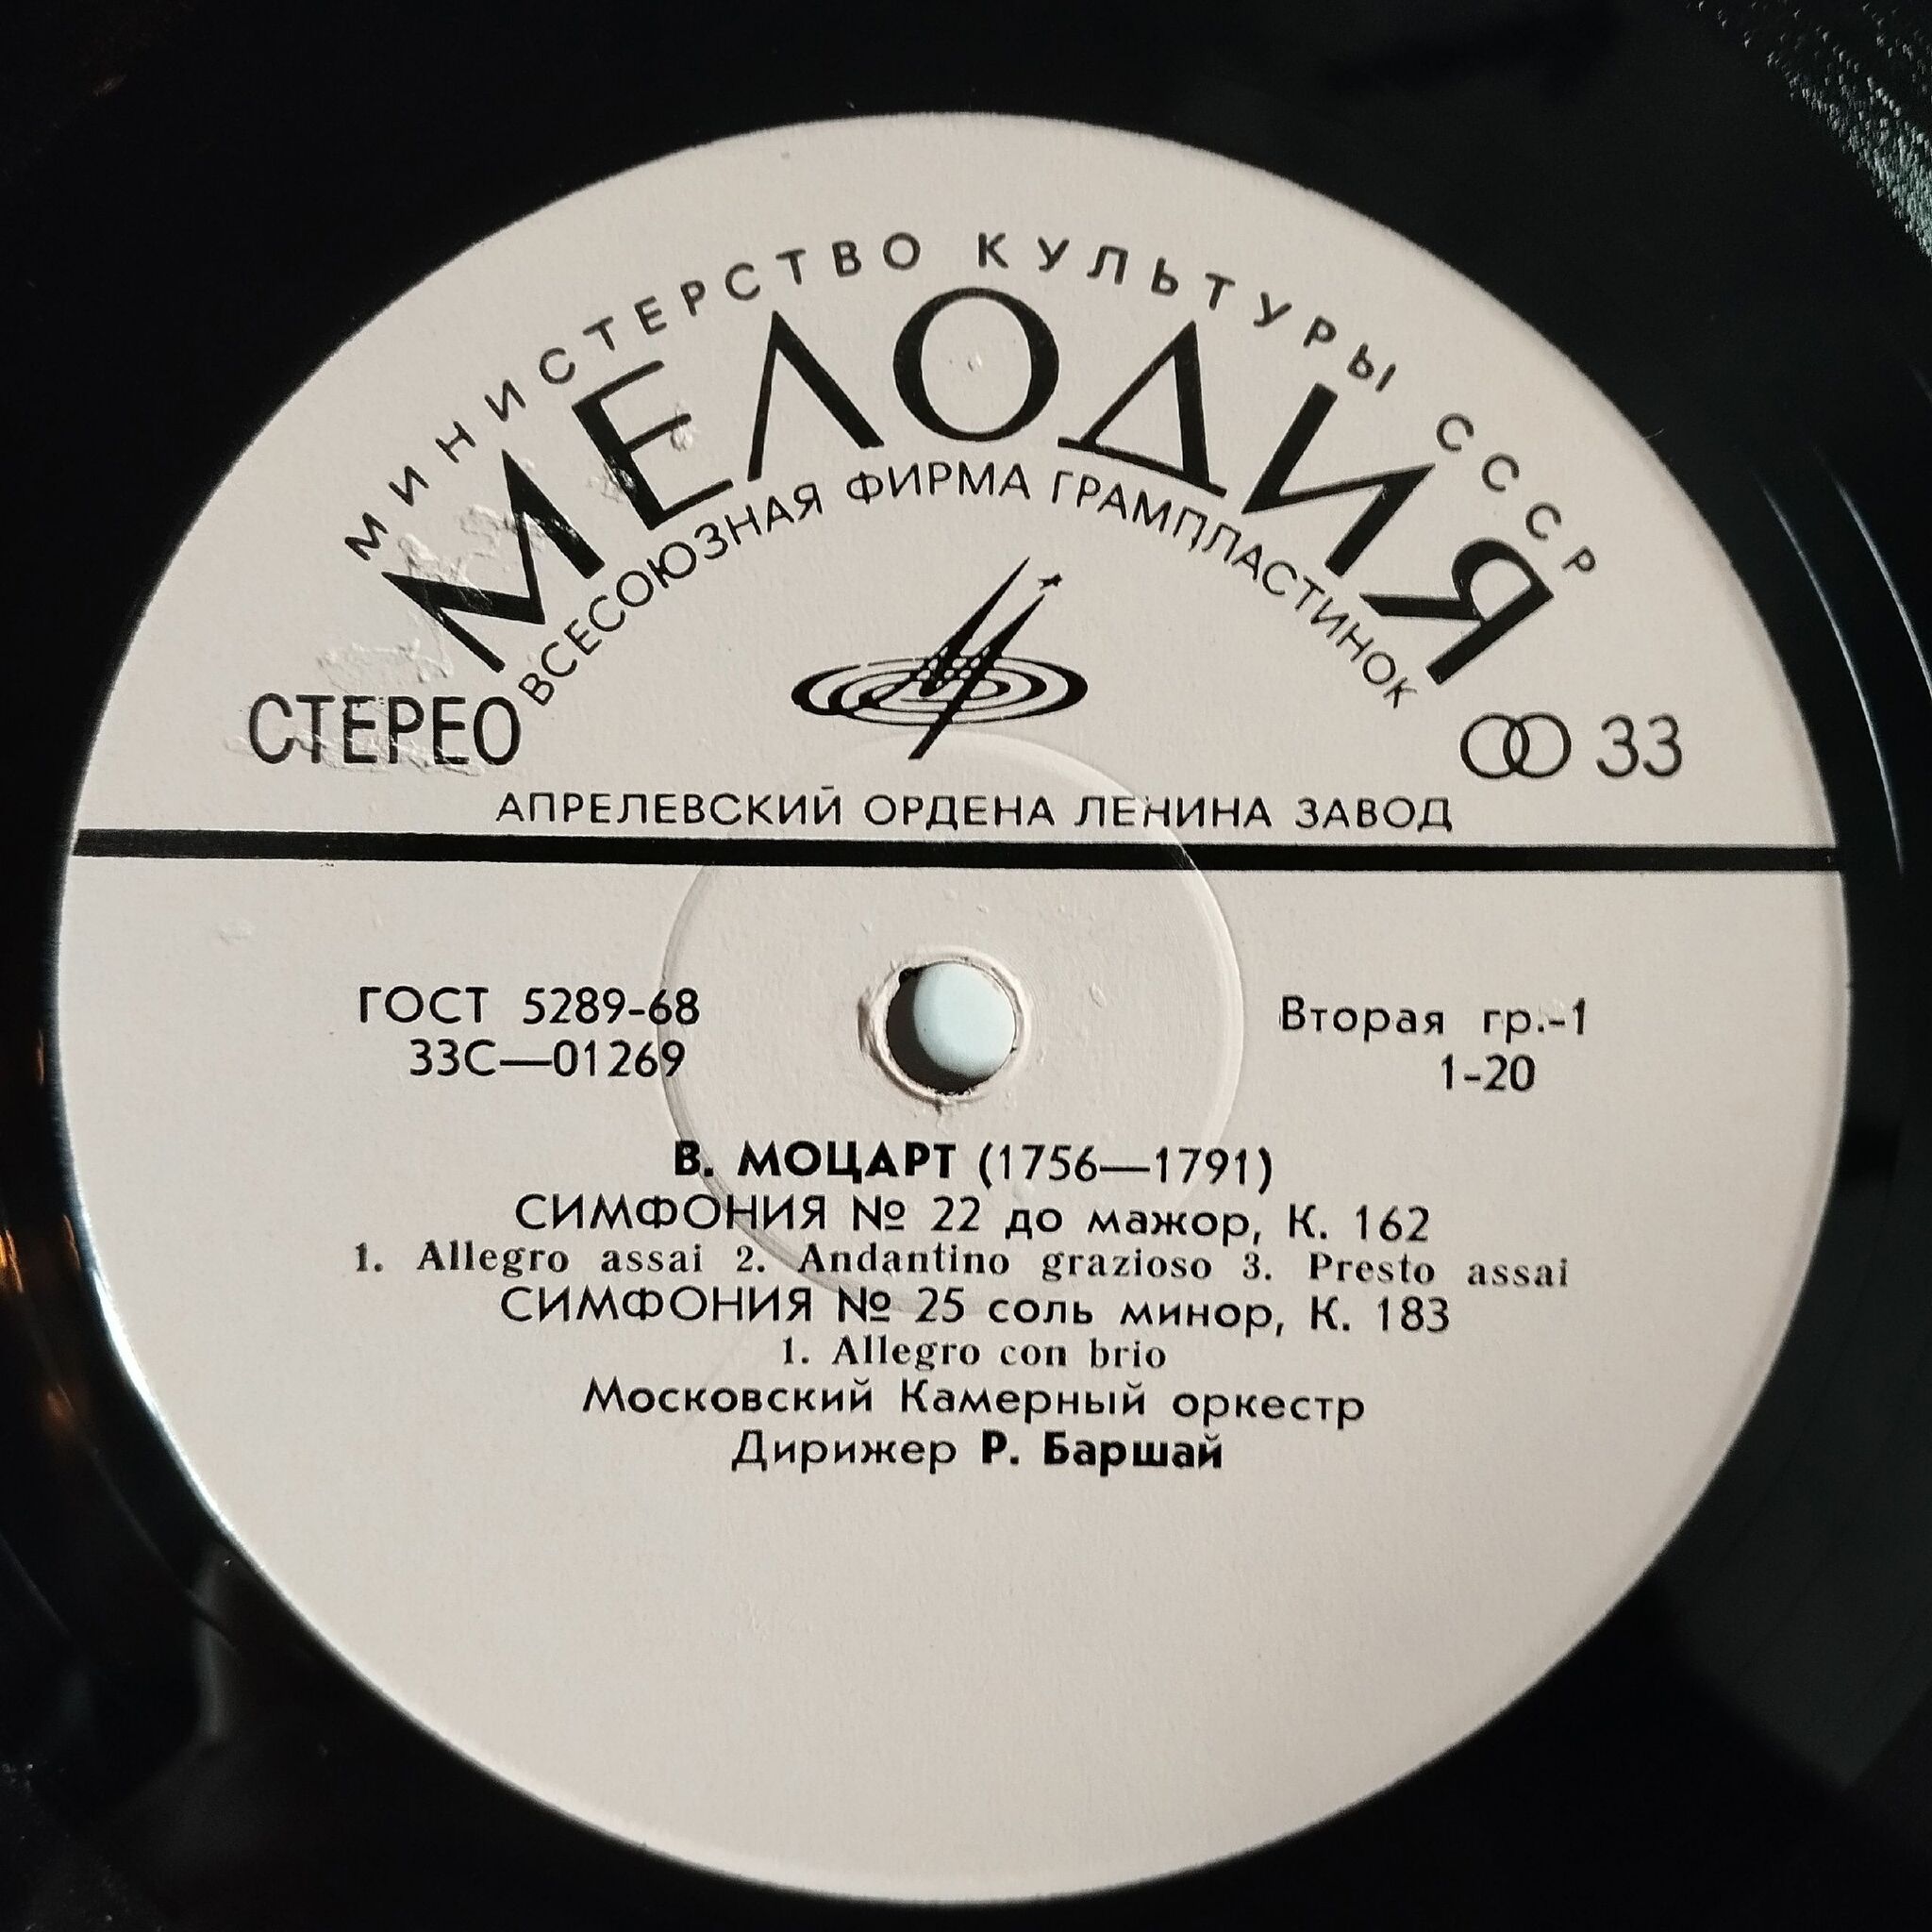 МИНИСТЕРСТВО КУЛЬТУРЫ СССР
МЕЛОДИЯ
ВСЕСОЮЗНАЯ ФИРМА ГРАМПЛАСТИНОК
СТЕРЕО
33
АПРЕЛЕВСКИЙ ОРДЕНА ЛЕНИНА ЗАВОД
ГОСТ 5289-68
Вторая гр.-1
33С—01269
1-20
В. МОЦАРТ (1756—1791)
СИМФОНИЯ № 22 до мажор, К. 162
1. Allegro assai 2. Andantino grazioso 3. Presto assai
СИМФОНИЯ № 25 соль минор, К. 183
1. Allegro con brio
Московский Камерный оркестр
Дирижер Р. Баршай